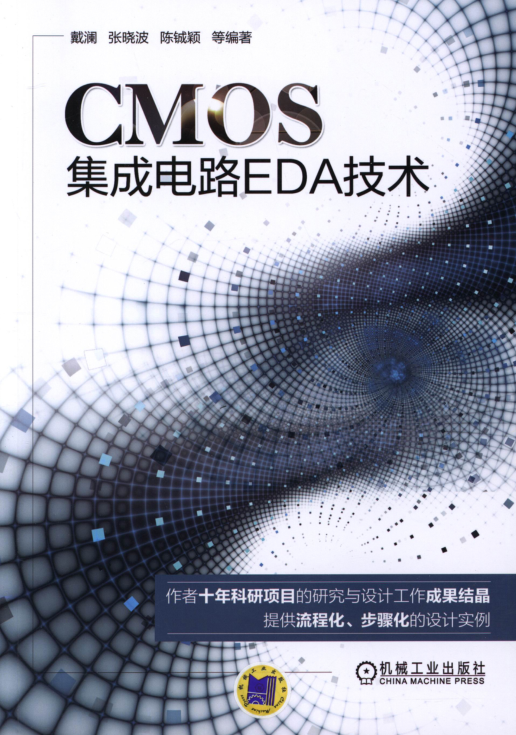 戴澜 张晓波 陈铖颖 等编著
CMOS
集成电路EDA技术
作者十年科研项目的研究与设计工作成果结晶
提供流程化、步骤化的设计实例
机械工业出版社
CHINA MACHINE PRESS